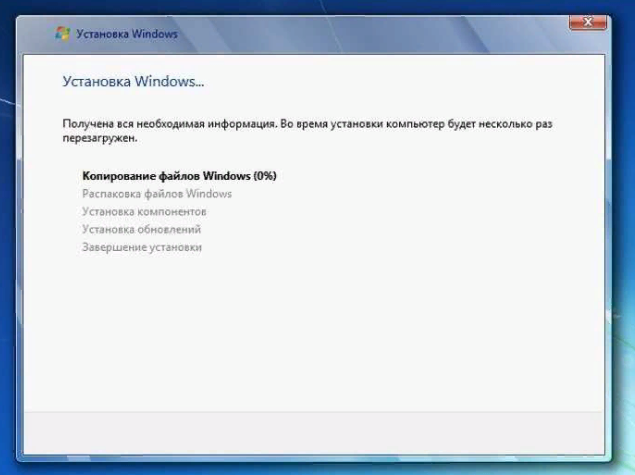 Установка Windows
Установка Windows...
Получена вся необходимая информация. Во время установки компьютер будет несколько раз
перезагружен.
Копирование файлов Windows (0%)
Распаковка файлов Windows
Установка компонентов
Установка обновлений
Завершение установки